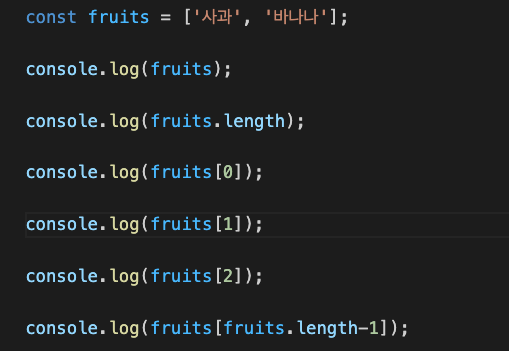 const fruits = ['사과', '바나나'];
console.log(fruits);
console.log(fruits.length);
console.log(fruits[0]);
console.log(fruits[1]);
console.log(fruits[2]);
console.log(fruits[fruits.length-1]);